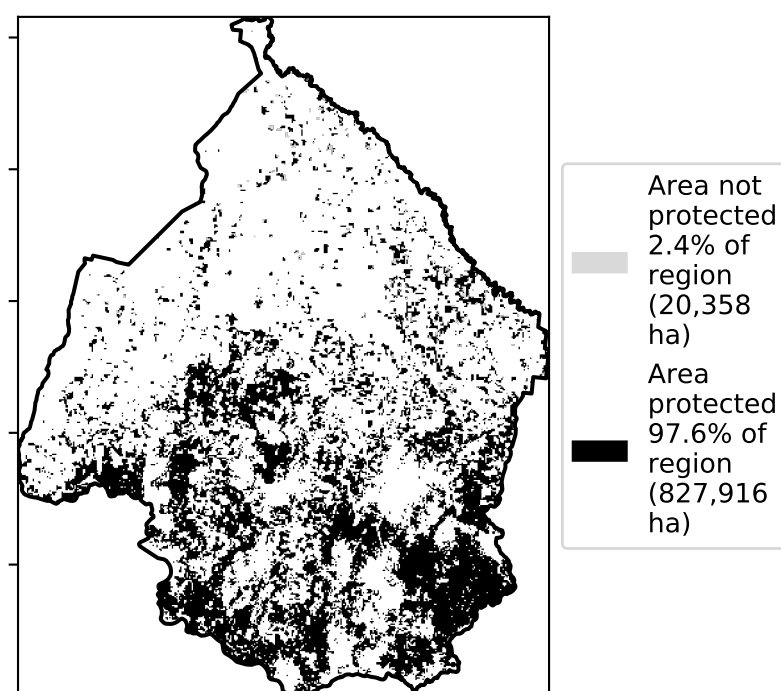 Area not
protected
2.4% of
region
(20,358
ha)
Area
protected
97.6% of
region
(827,916
ha)